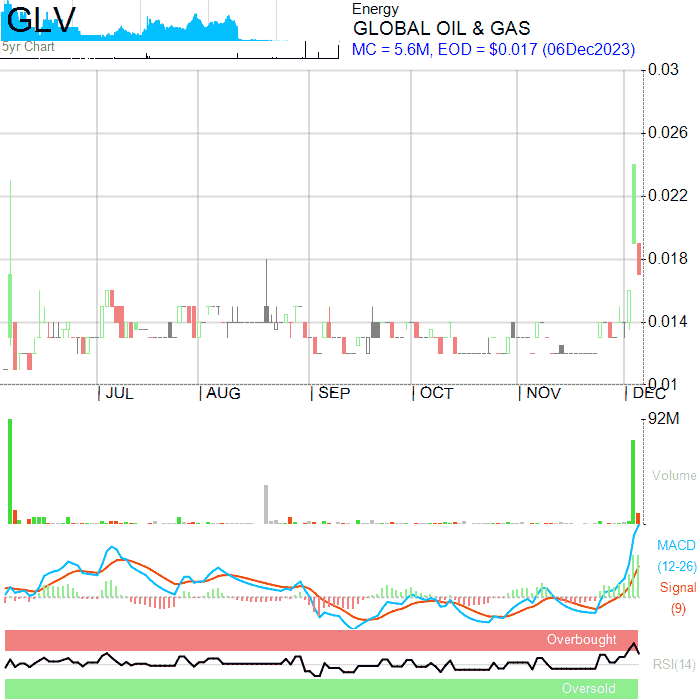 GLV
5yr Chart
Energy
GLOBAL OIL & GAS
MC = 5.6M, EOD = $0.017 (06Dec2023)
0.03
0.026
0.022
0.018
0.014
0.01
JUL AUG SEP OCT NOV DEC
92M
Volume
MACD
(12-26)
Signal
(9)
Overbought
RSI(14)
Oversold